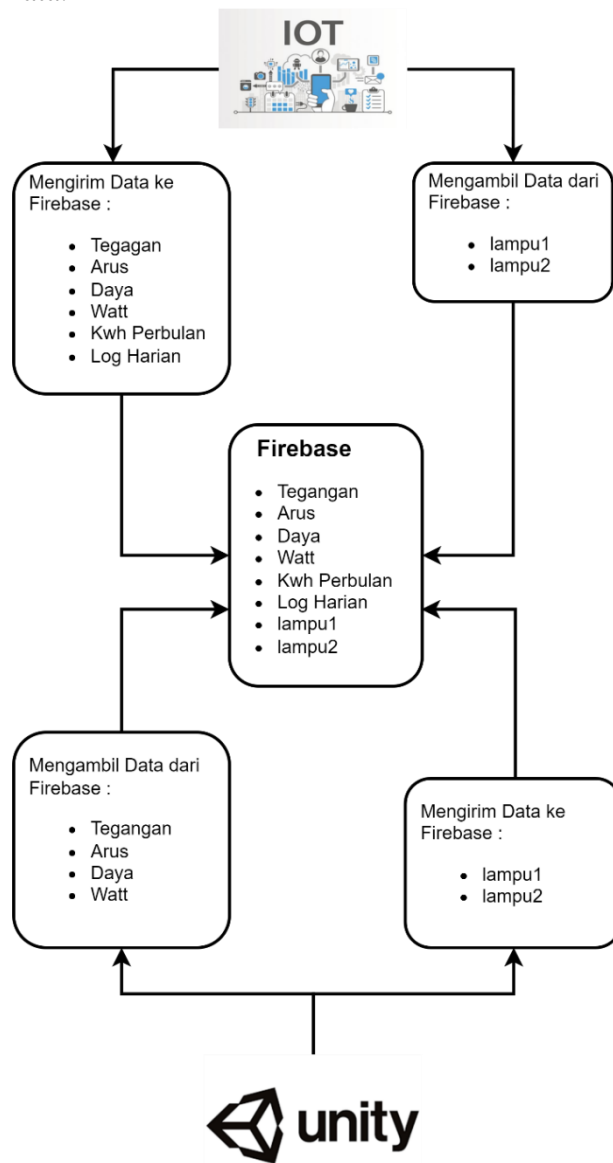 IOT
Mengirim Data ke
Firebase :
• Tegagan
• Arus
• Daya
• Watt
• Kwh Perbulan
• Log Harian
Mengambil Data dari
Firebase :
• lampu1
• lampu2
Firebase
• Tegangan
• Arus
• Daya
• Watt
• Kwh Perbulan
• Log Harian
• lampu1
• lampu2
Mengambil Data dari
Firebase :
• Tegangan
• Arus
• Daya
• Watt
Mengirim Data ke
Firebase :
• lampu1
• lampu2
unity